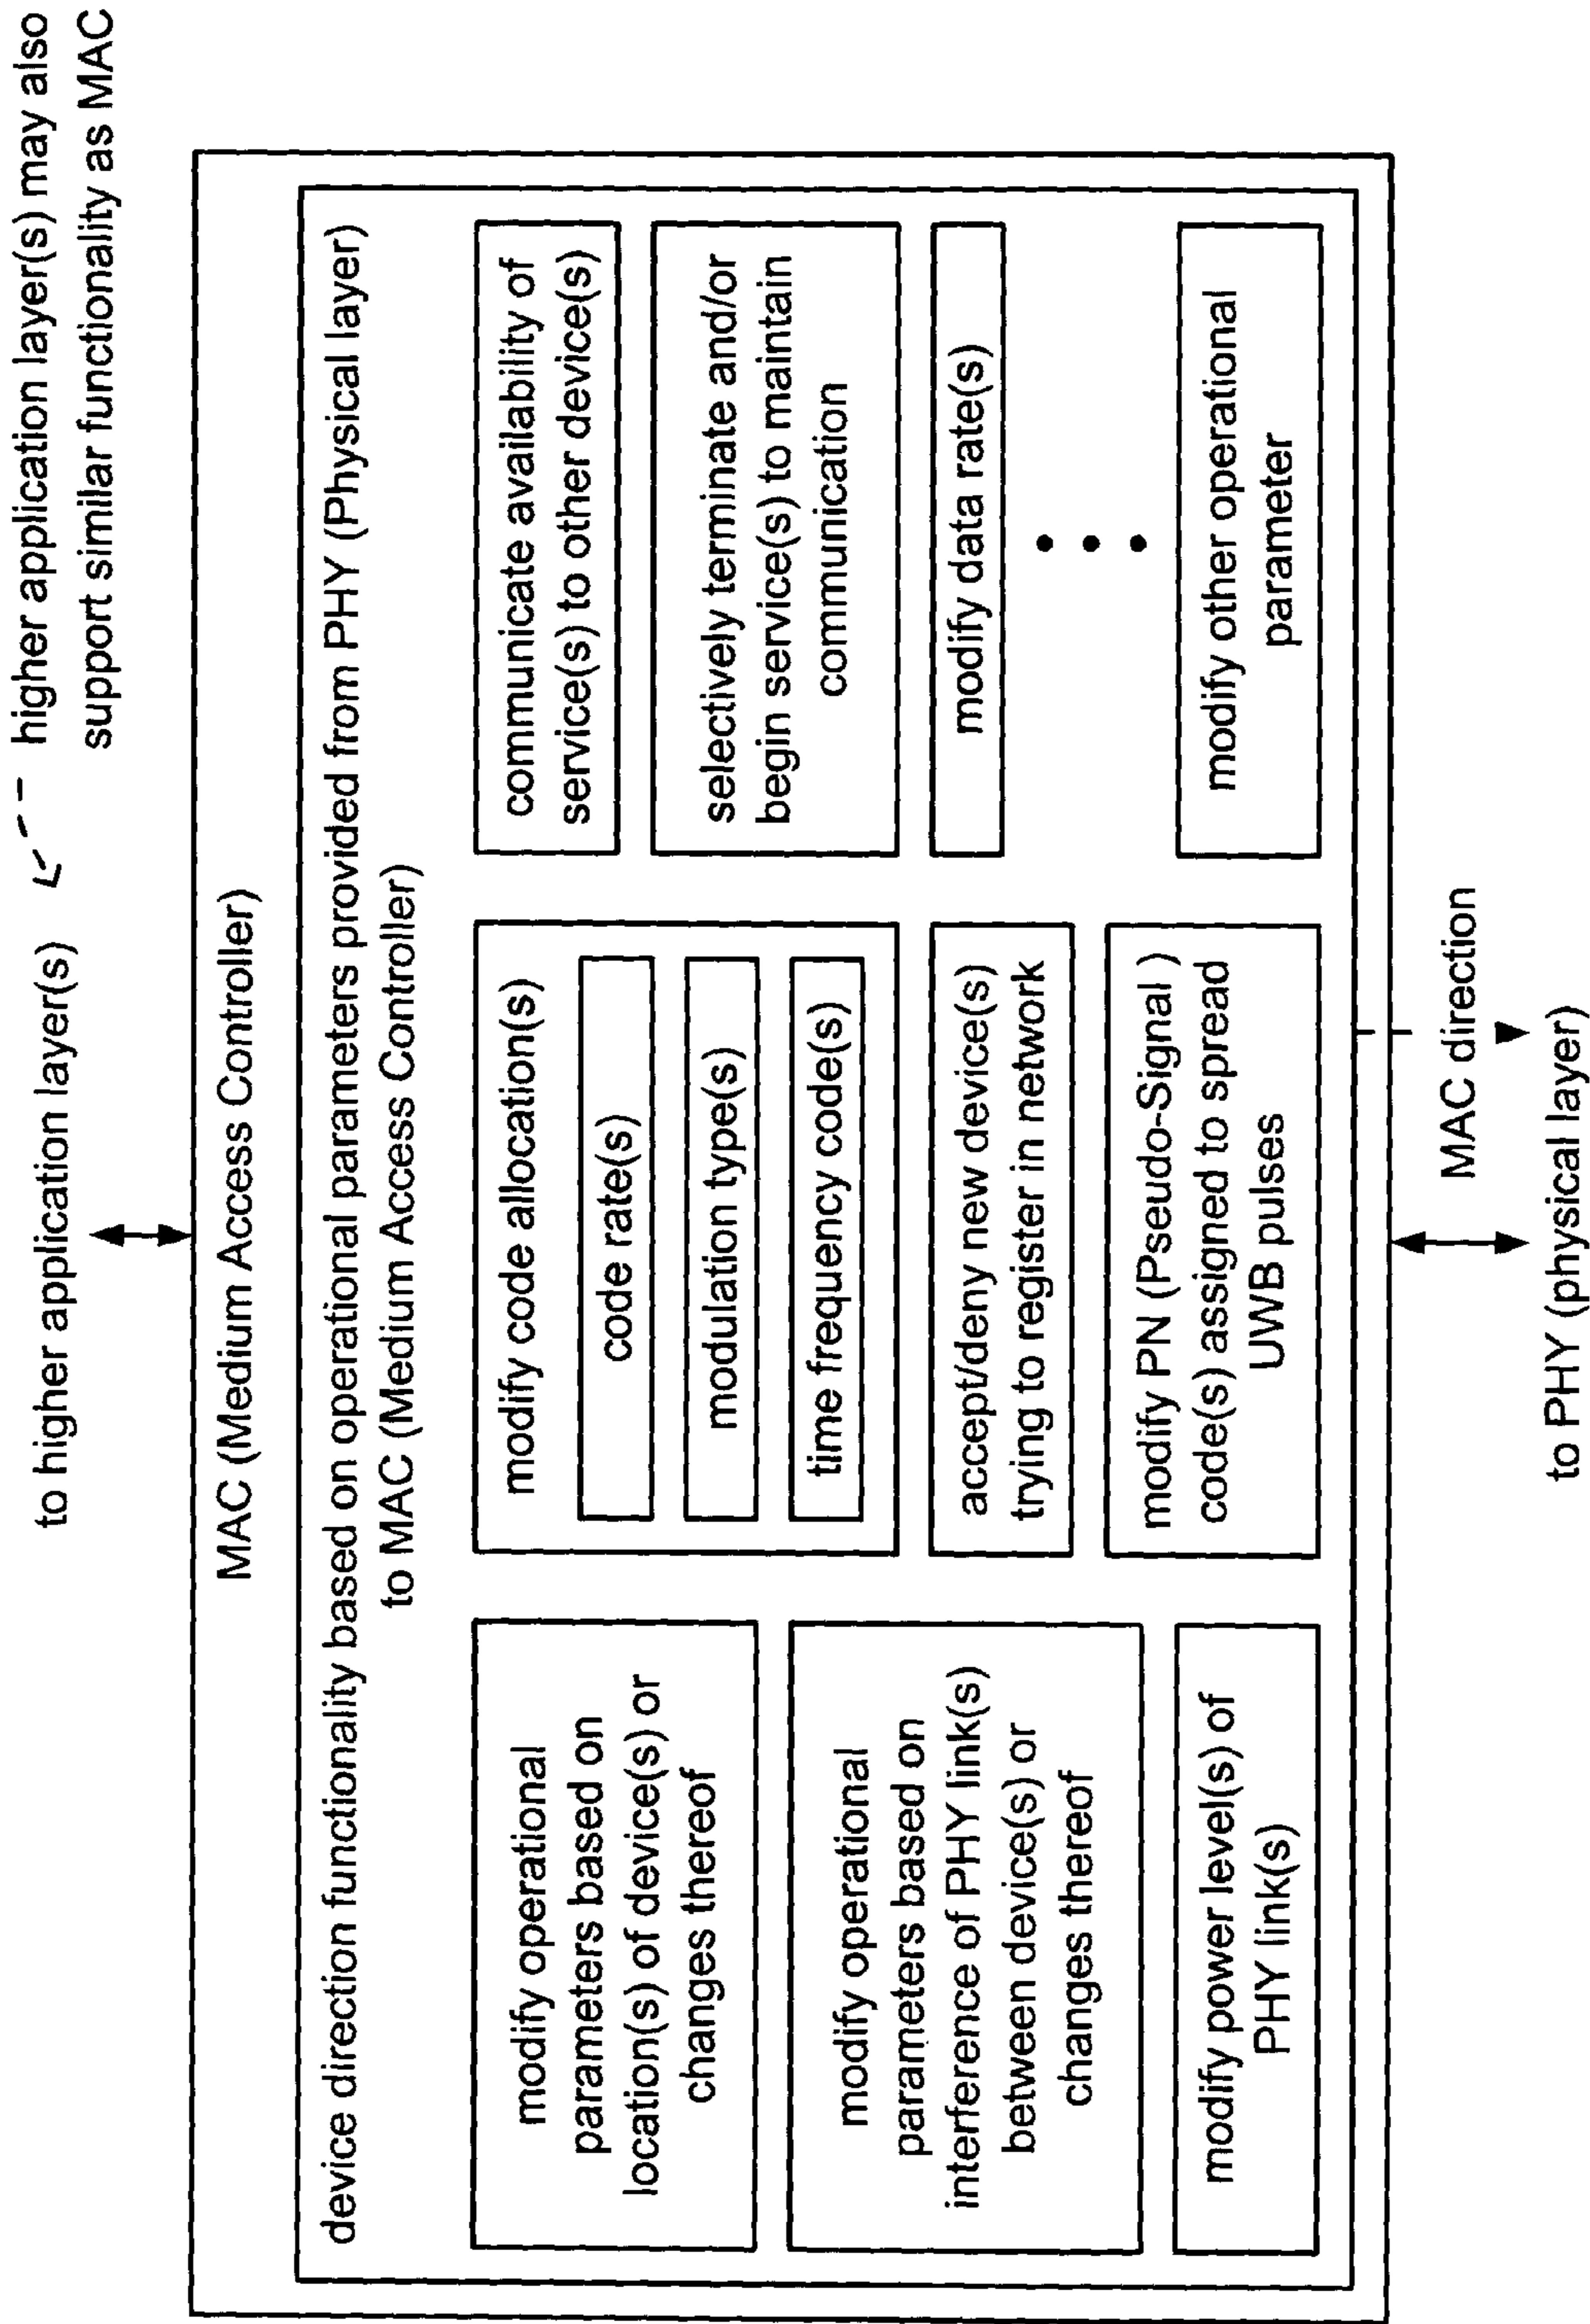 to higher application layer(s)
higher application layer(s) may also
support similar functionality as MAC
MAC (Medium Access Controller)
device direction functionality based on operational parameters provided from PHY (Physical layer)
to MAC (Medium Access Controller)
modify operational
parameters based on
location(s) of device(s) or
changes thereof
modify operational
parameters based on
interference of PHY link(s)
between device(s) or
changes thereof
modify power level(s) of
PHY link(s)
modify code allocation(s)
code rate(s)
modulation type(s)
time frequency code(s)
accept/deny new device(s)
trying to register in network
modify PN (Pseudo-Signal )
code(s) assigned to spread
UWB pulses
communicate availability of
service(s) to other device(s)
selectively terminate and/or
begin service(s) to maintain
communication
modify data rate(s)
modify other operational
parameter
MAC direction
to PHY (physical layer)